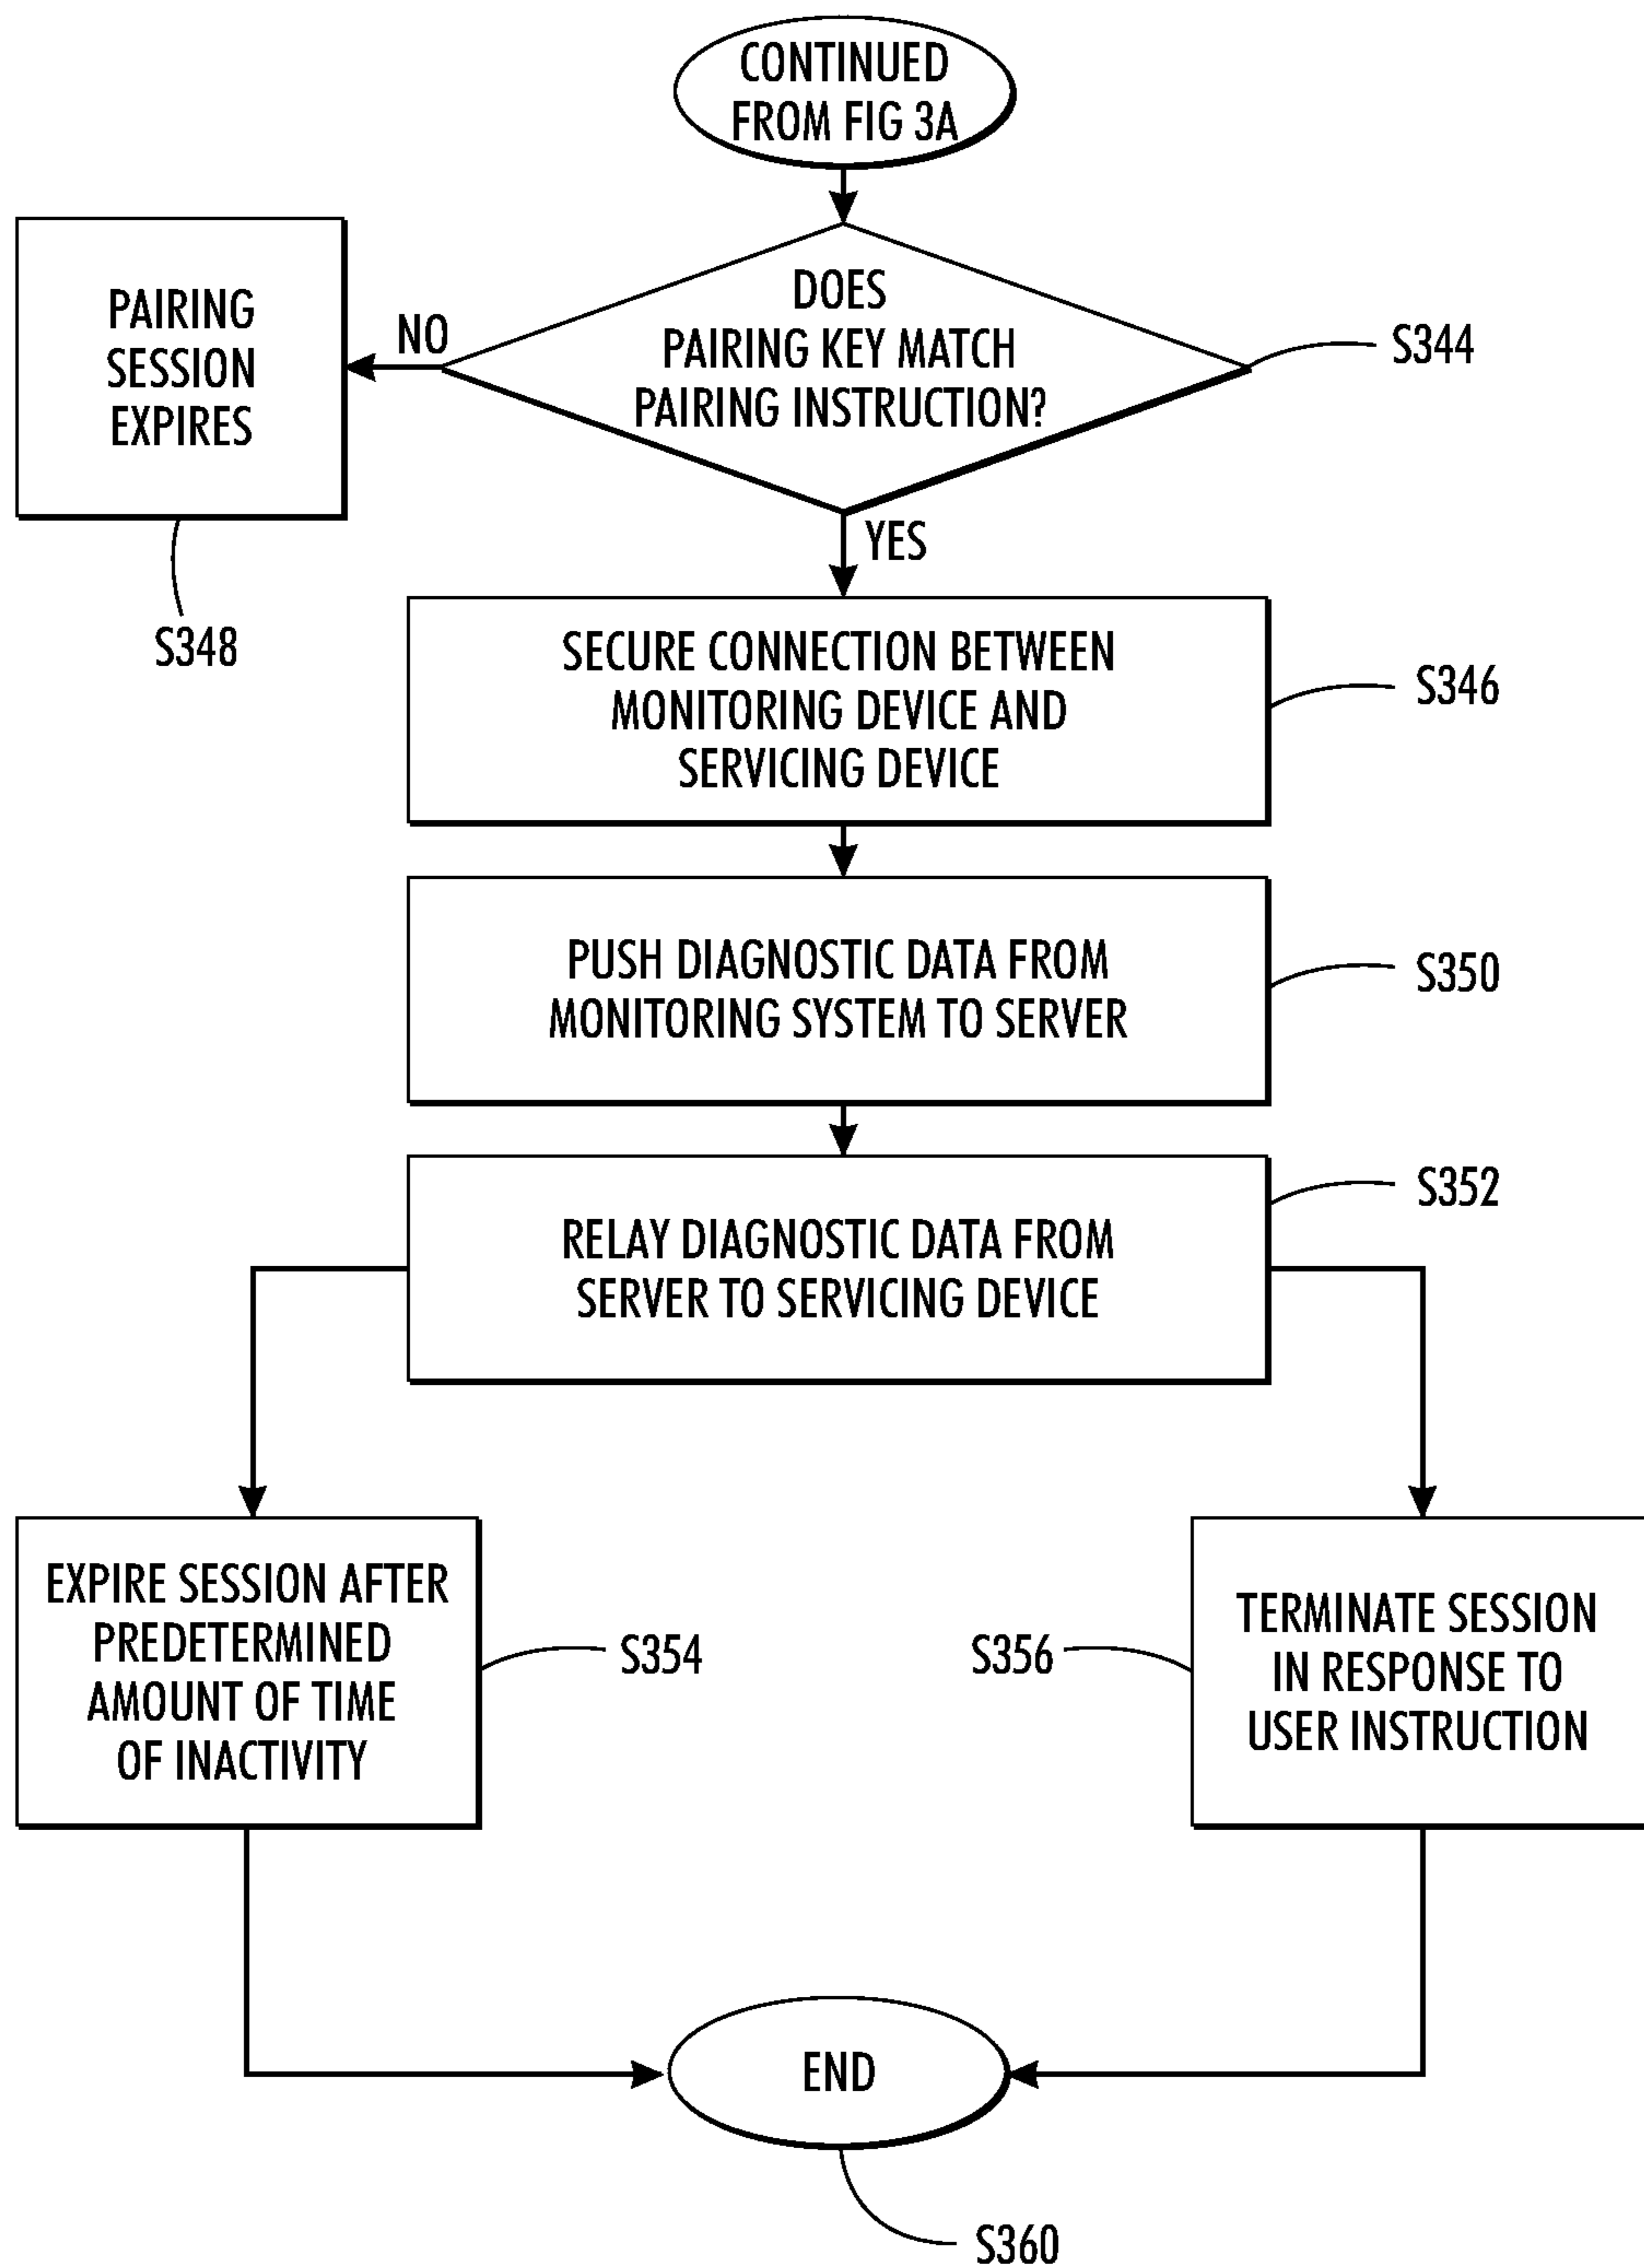 CONTINUED
FROM FIG 3A
DOES
PAIRING KEY MATCH
PAIRING INSTRUCTION?
S344
NO
PAIRING
SESSION
EXPIRES
S348
YES
SECURE CONNECTION BETWEEN
MONITORING DEVICE AND
SERVICING DEVICE
S346
PUSH DIAGNOSTIC DATA FROM
MONITORING SYSTEM TO SERVER
S350
RELAY DIAGNOSTIC DATA FROM
SERVER TO SERVICING DEVICE
S352
EXPIRE SESSION AFTER
PREDETERMINED
AMOUNT OF TIME
OF INACTIVITY
S354
S356
TERMINATE SESSION
IN RESPONSE TO
USER INSTRUCTION
END
S360